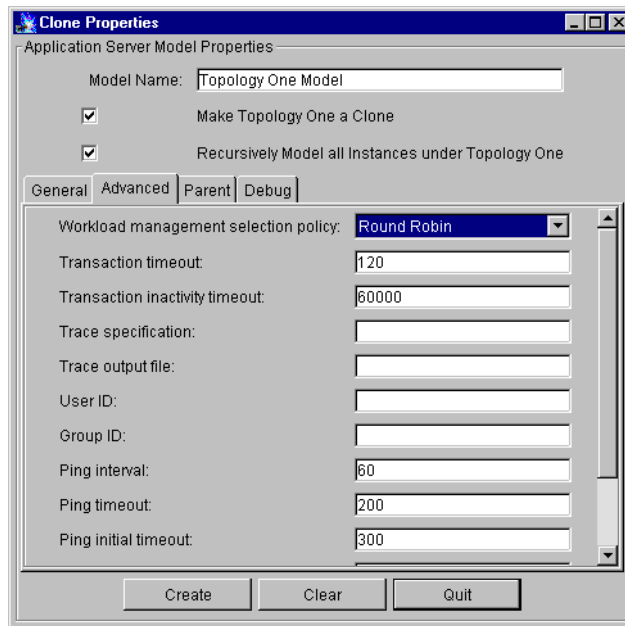 Clone Properties
Application Server Model Properties
Model Name: Topology One Model
Make Topology One a Clone
Recursively Model all Instances under Topology One
General Advanced Parent Debug
Workload management selection policy: Round Robin
Transaction timeout: 120
Transaction inactivity timeout: 60000
Trace specification:
Trace output file:
User ID:
Group ID:
Ping interval: 60
Ping timeout: 200
Ping initial timeout: 300
Create Clear Quit